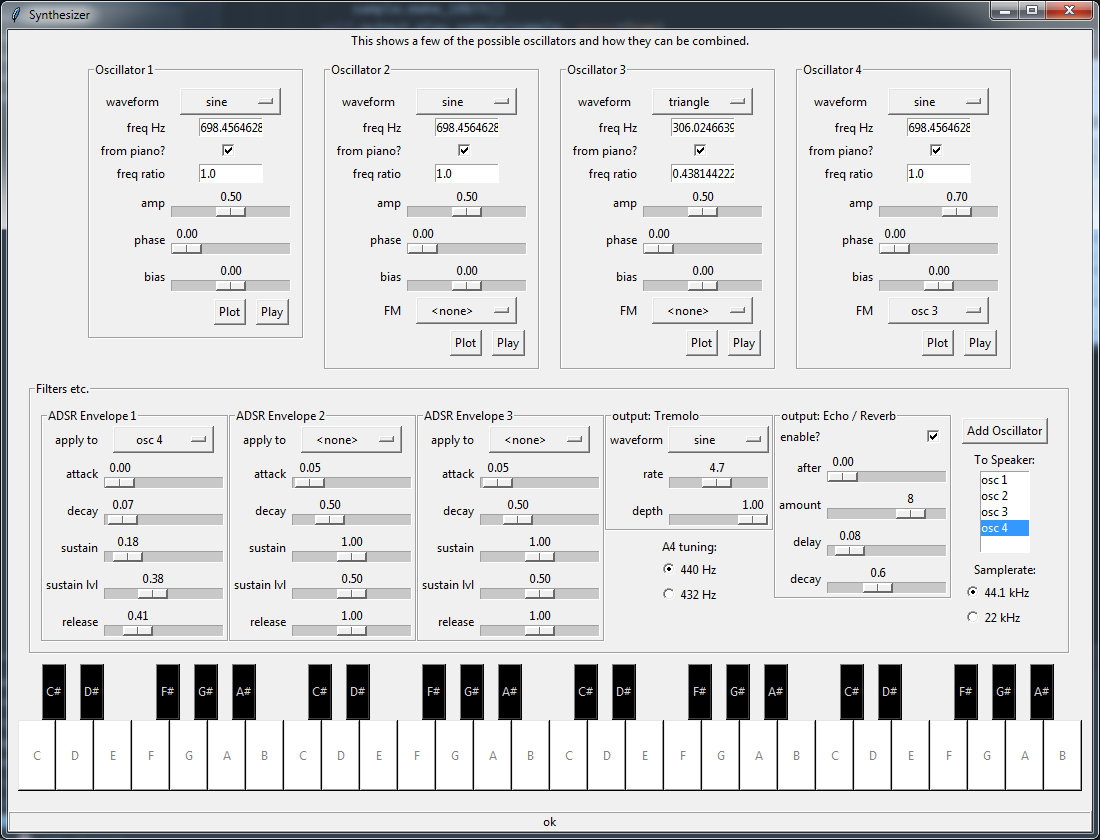 Synthesizer
This shows a few of the possible oscillators and how they can be combined.
Oscillator 1
waveform sine
freq Hz 698.4564628
from piano?
freq ratio 1.0
amp 0.50
phase 0.00
bias 0.00
Plot Play
Oscillator 2
waveform sine
freq Hz 698.4564628
from piano?
freq ratio 1.0
amp 0.50
phase 0.00
bias 0.00
FM <none>
Plot Play
Oscillator 3
waveform triangle
freq Hz 306.0246639
from piano?
freq ratio 0.438144222
amp 0.50
phase 0.00
bias 0.00
FM <none>
Plot Play
Oscillator 4
waveform sine
freq Hz 698.4564628
from piano?
freq ratio 1.0
amp 0.70
phase 0.00
bias 0.00
FM osc 3
Plot Play
Filters etc.
ADSR Envelope 1
apply to osc 4
attack 0.00
decay 0.07
sustain 0.18
sustain lvl 0.38
release 0.41
ADSR Envelope 2
apply to <none>
attack 0.05
decay 0.50
sustain 1.00
sustain lvl 0.50
release 1.00
ADSR Envelope 3
apply to <none>
attack 0.05
decay 0.50
sustain 1.00
sustain lvl 0.50
release 1.00
output: Tremolo
waveform sine
rate 4.7
depth 1.00
A4 tuning:
440 Hz
432 Hz
output: Echo / Reverb
enable?
after 0.00
amount 8
delay 0.08
decay 0.6
Add Oscillator
To Speaker:
osc 1
osc 2
osc 3
osc 4
Samplerate:
44.1 kHz
22 kHz
C# D# F# G# A# C# D# F# G# A# C# D# F# G# A# C# D# F# G# A#
C D E F G A B C D E F G A B C D E F G A B C D E F G A B
ok